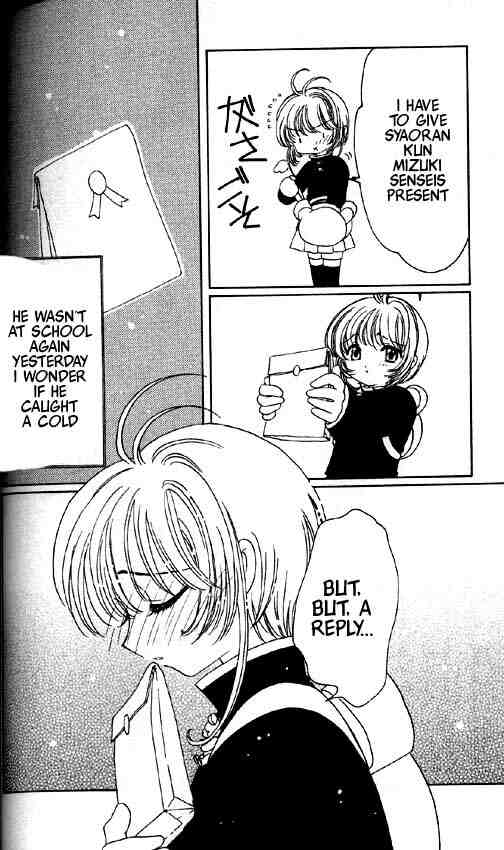 I HAVE
TO GIVE
SYAORAN
KUN
MIZUKI
SENSEIS
PRESENT
がさ
ごそ
HE WASN'T
AT SCHOOL
AGAIN
YESTERDAY
I WONDER
IF HE
CAUGHT
A COLD
BUT,
BUT, A
REPLY...